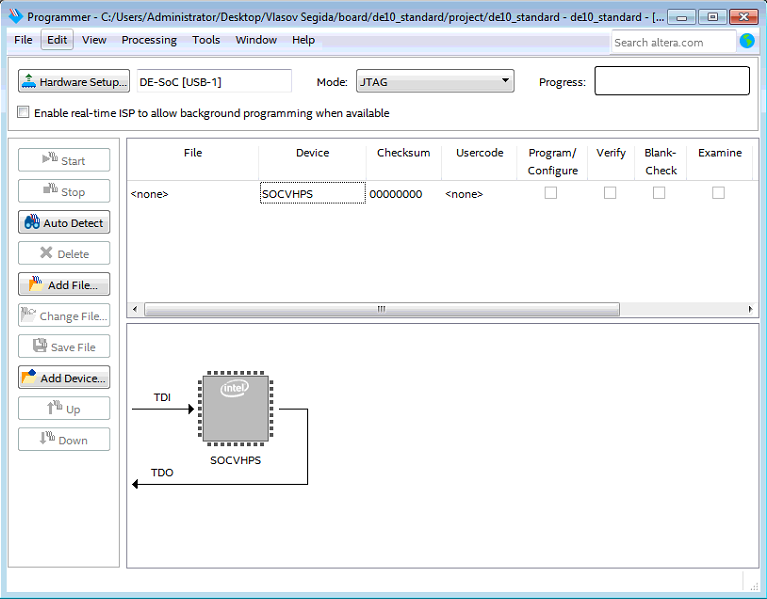 Programmer - C:/Users/Administrator/Desktop/Vlasov Segida/board/de10_standard/project/de10_standard - de10_standard - [...
File Edit View Processing Tools Window Help
Search altera.com
Hardware Setup... DE-SoC [USB-1] Mode: JTAG Progress:
Enable real-time ISP to allow background programming when available
Start
Stop
Auto Detect
Delete
Add File...
Change File...
Save File
Add Device...
Up
Down
File Device Checksum Usercode Program/ Verify Blank- Examine
Configure Check
<none> SOCVHPS 00000000 <none>
intel
TDI
SOCVHPS
TDO